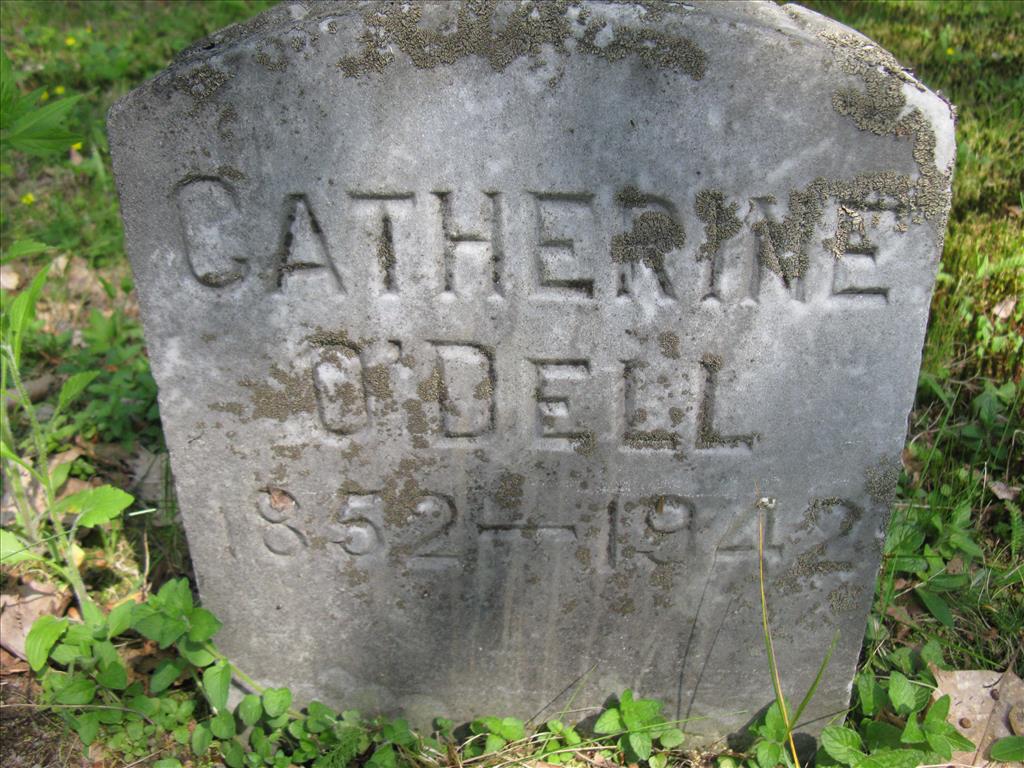 CATHERINE
O'DELL
1852—1942